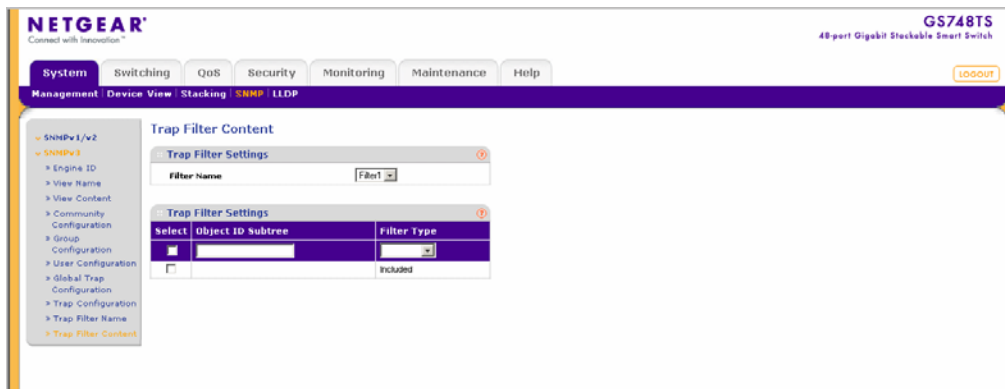 NETGEAR
Connect with Innovation™
GS748TS
48-port Gigabit Stackable Smart Switch
System Switching QoS Security Monitoring Maintenance Help
LOGOUT
Management Device View Stacking SNMP LLDP
SNMPv1/v2
SNMPv3
Engine ID
View Name
View Content
Community
Configuration
Group
Configuration
User Configuration
Global Trap
Configuration
Trap Configuration
Trap Filter Name
Trap Filter Content
Trap Filter Content
Trap Filter Settings
Filter Name Filter1
Trap Filter Settings
Select Object ID Subtree Filter Type
Included